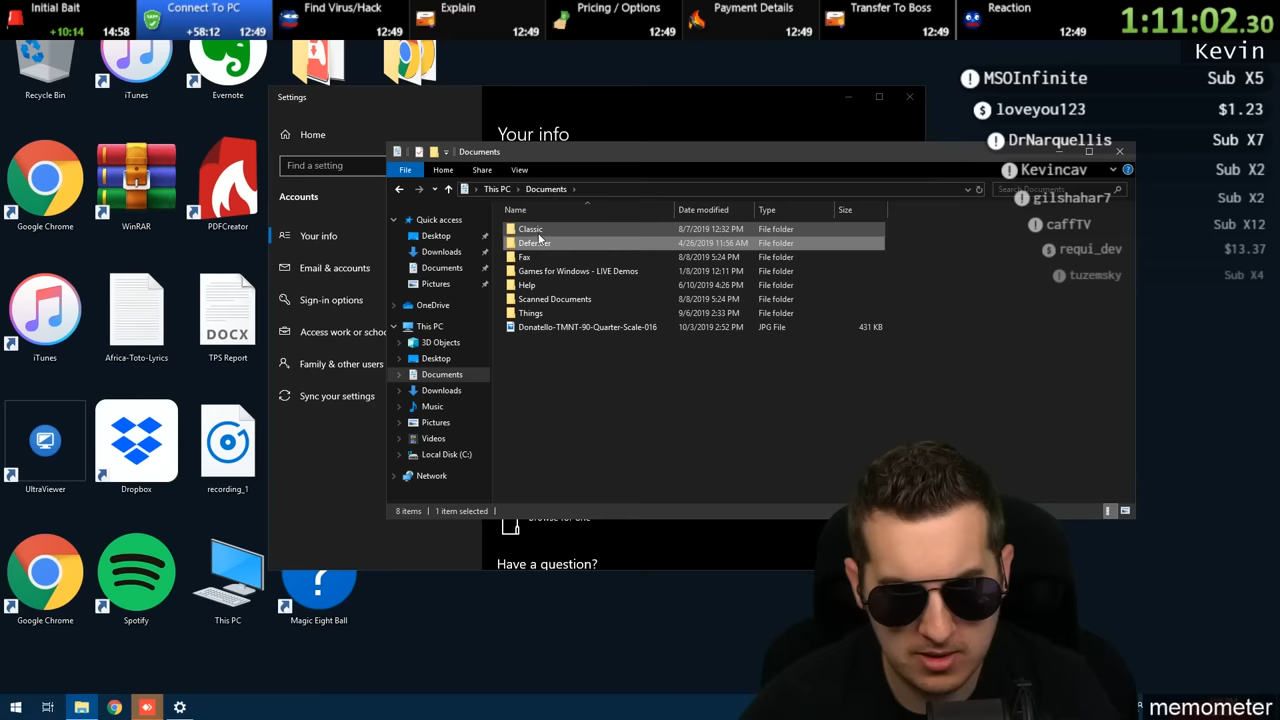 Initial Bait
+10:14 14:58
Connect To PC
+58:12 12:49
Find Virus/Hack
12:49
Explain
12:49
Pricing / Options
12:49
Payment Details
12:49
Transfer To Boss
12:49
Reaction
12:49
1:11:02.30
Kevin
MSOInfinite Sub X5
loveyou123 $1.23
DrNarquellis Sub X7
Kevincav Sub X2
gilshahar7 Sub X2
caffTV Sub X12
requi_dev $13.37
tuzemsky Sub X4
Recycle Bin
iTunes
Evernote
Google Chrome
WinRAR
PDFCreator
iTunes
Africa-Toto-Lyrics
DOCX
TPS Report
UltraViewer
Dropbox
recording_1
Google Chrome
Spotify
This PC
Magic Eight Ball
Settings
Home
Find a setting
Accounts
Your info
Email & accounts
Sign-in options
Access work or schoo
Family & other users
Sync your settings
Your info
Have a question?
Documents
File Home Share View
This PC > Documents >
Search Documents
Quick access
Desktop
Downloads
Documents
Pictures
OneDrive
This PC
3D Objects
Desktop
Documents
Downloads
Music
Pictures
Videos
Local Disk (C:)
Network
Name Date modified Type Size
Classic 8/7/2019 12:32 PM File folder
4/26/2019 11:56 AM File folder
Fax 8/8/2019 5:24 PM File folder
Games for Windows - LIVE Demos 1/8/2019 12:11 PM File folder
Help 6/10/2019 4:26 PM File folder
Scanned Documents 8/8/2019 5:24 PM File folder
Things 9/6/2019 2:33 PM File folder
Donatello-TMNT-90-Quarter-Scale-016 10/3/2019 2:52 PM JPG File 431 KB
8 items 1 item selected
memometer